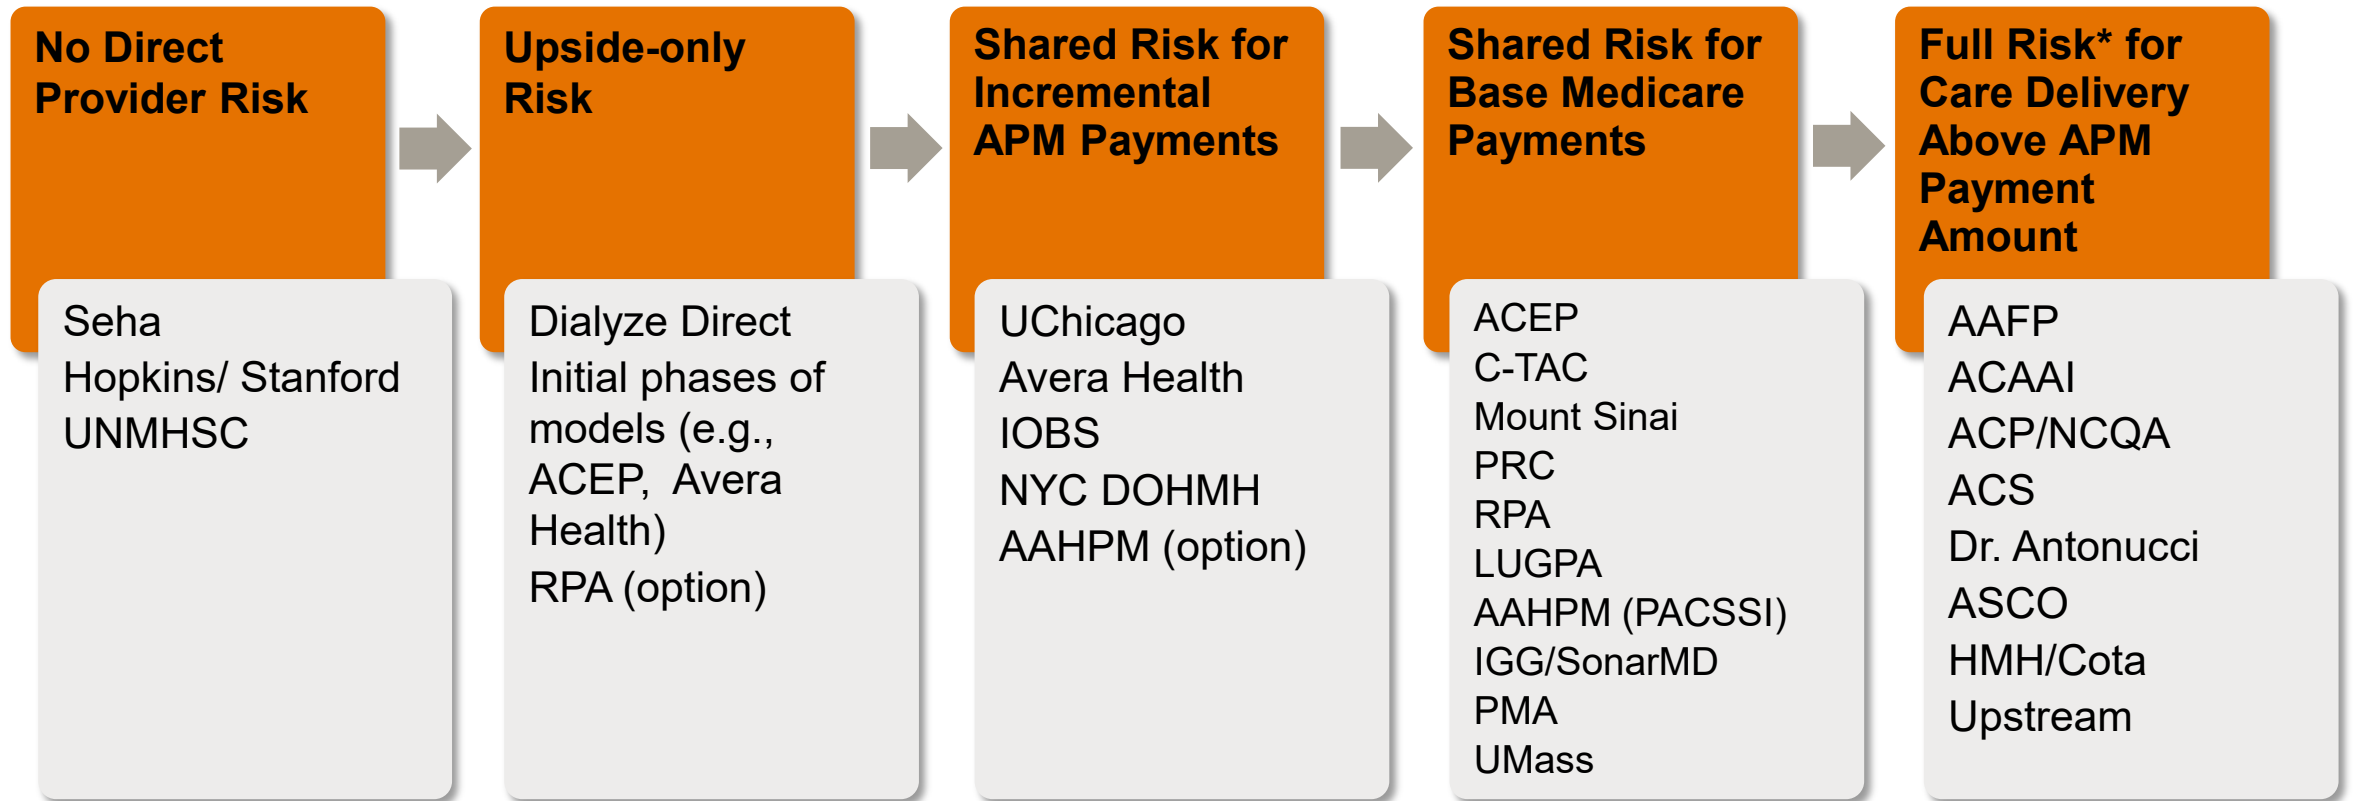 No Direct
Provider Risk
Seha
Hopkins/ Stanford
UNMHSC
Upside-only
Risk
Dialyze Direct
Initial phases of
models (e.g.,
ACEP,  Avera
Health)
RPA (option)
Shared Risk for
Incremental
APM Payments
UChicago
Avera Health
IOBS
NYC DOHMH
AAHPM (option)
Shared Risk for
Base Medicare
Payments
ACEP
C-TAC
Mount Sinai
PRC
RPA
LUGPA
AAHPM (PACSSI)
IGG/SonarMD
PMA
UMass
Full Risk* for
Care Delivery
Above APM
Payment
Amount
AAFP
ACAAI
ACP/NCQA
ACS
Dr. Antonucci
ASCO
HMH/Cota
Upstream